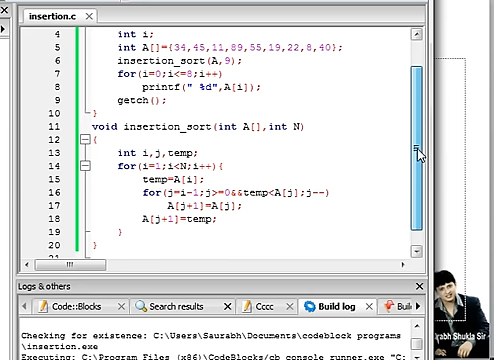 insertion.c
4 int i;
5 int A[]={34,45,11,89,55,19,22,8,40};
6 insertion_sort(A,9);
7 for(i=0;i<=8;i++)
8 printf(" %d",A[i]);
9 getch();
10 }
11 void insertion_sort(int A[],int N)
12 {
13 int i,j,temp;
14 for(i=1;i<N;i++){
15 temp=A[i];
16 for(j=i-1;j>=0&&temp<A[j];j--)
17 A[j+1]=A[j];
18 A[j+1]=temp;
19 }
20 }
Logs & others
Code::Blocks Search results Cccc Build log Buil
Checking for existence: C:\Users\Saurabh\Documents\codeblock programs
\insertion.exe
Executing: C:\Program Files (x86)\CodeBlocks/cb_console_runner.exe "C:
rabh Shukla Sir